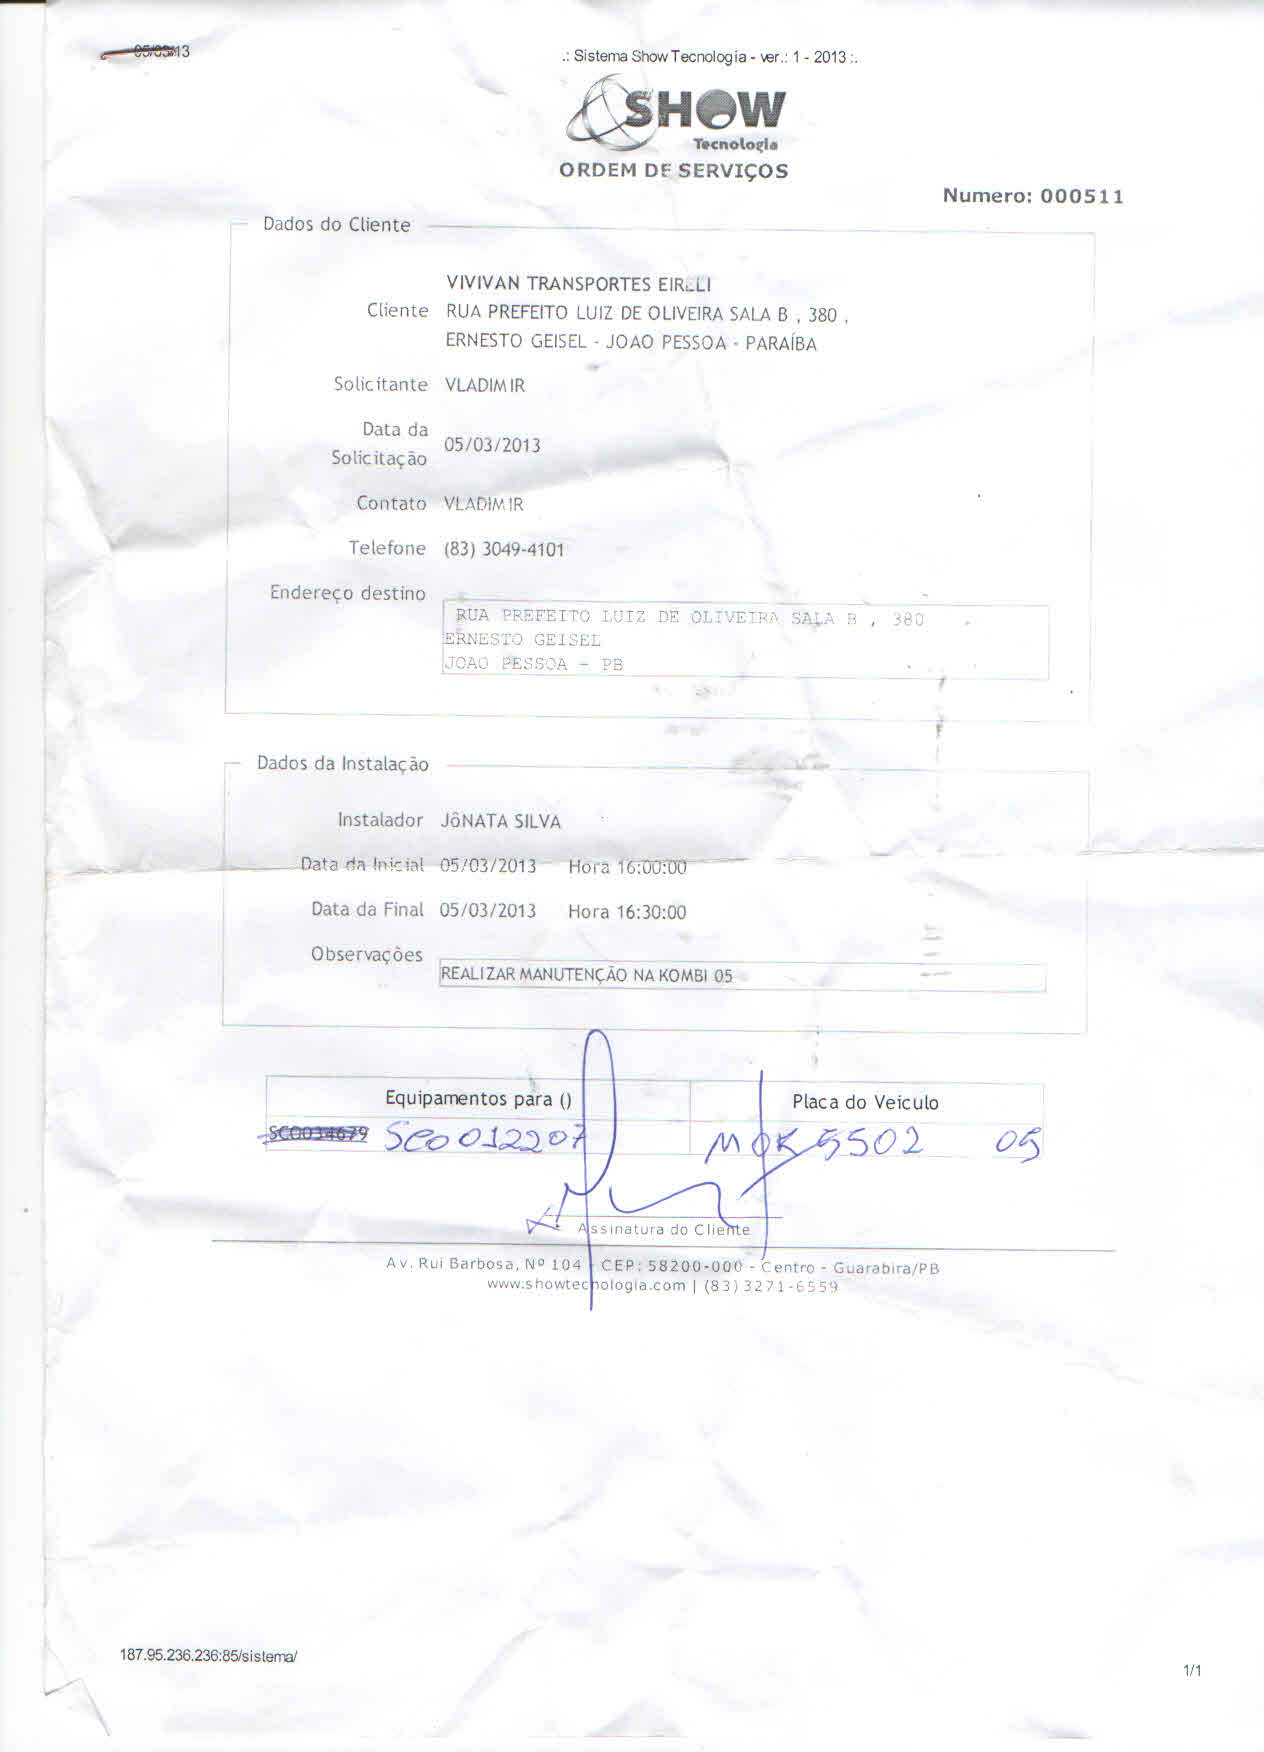 05/03/13
.: Sistema Show Tecnologia - ver.: 1 - 2013 :.
SHOW
Tecnologia
ORDEM DE SERVIÇOS
Numero: 000511
Dados do Cliente
VIVIVAN TRANSPORTES EIRELI
Cliente RUA PREFEITO LUIZ DE OLIVEIRA SALA B , 380 ,
ERNESTO GEISEL - JOAO PESSOA - PARAÍBA
Solicitante VLADIMIR
Data da
Solicitação 05/03/2013
Contato VLADIMIR
Telefone (83) 3049-4101
Endereço destino
RUA PREFEITO LUIZ DE OLIVEIRA SALA B , 380
ERNESTO GEISEL
JOAO PESSOA - PB
Dados da Instalação
Instalador JôNATA SILVA
Data da Inicial 05/03/2013 Hora 16:00:00
Data da Final 05/03/2013 Hora 16:30:00
Observações
REALIZAR MANUTENÇÃO NA KOMBI 05
Equipamentos para () Placa do Veiculo
SCO034679 SCO012207 MOK 5502 05
Assinatura do Cliente
Av. Rui Barbosa, Nº 104 - CEP: 58200-000 - Centro - Guarabira/PB
www.showtecnologia.com | (83) 3271-6559
187.95.236.236:85/sistema/
1/1